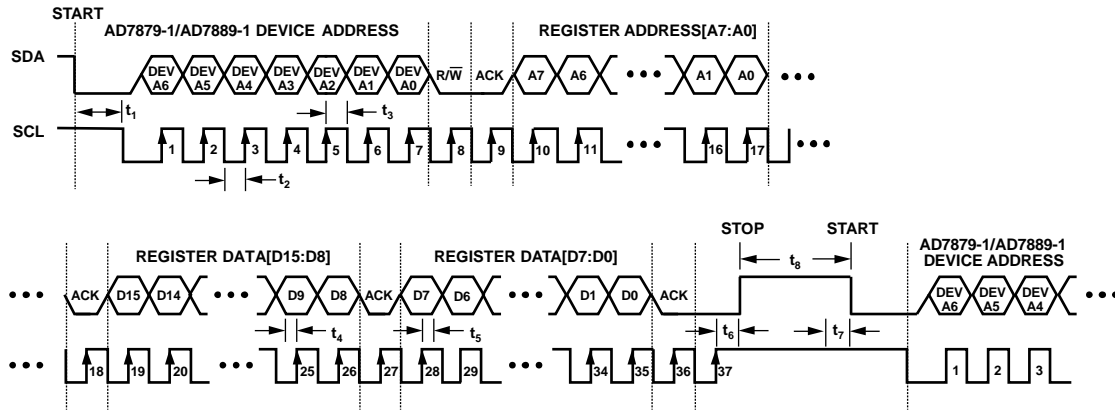 START
AD7879-1/AD7889-1 DEVICE ADDRESS
REGISTER ADDRESS[A7:A0]
SDA
DEV A6
DEV A5
DEV A4
DEV A3
DEV A2
DEV A1
DEV A0
R/W
ACK
A7
A6
A1
A0
t1
t3
SCL
1
2
3
4
5
6
7
8
9
10
11
16
17
t2
STOP
START
REGISTER DATA[D15:D8]
REGISTER DATA[D7:D0]
t8
AD7879-1/AD7889-1
DEVICE ADDRESS
ACK
D15
D14
D9
D8
ACK
D7
D6
D1
D0
ACK
DEV A6
DEV A5
DEV A4
t4
t5
t6
t7
18
19
20
25
26
27
28
29
34
35
36
37
1
2
3